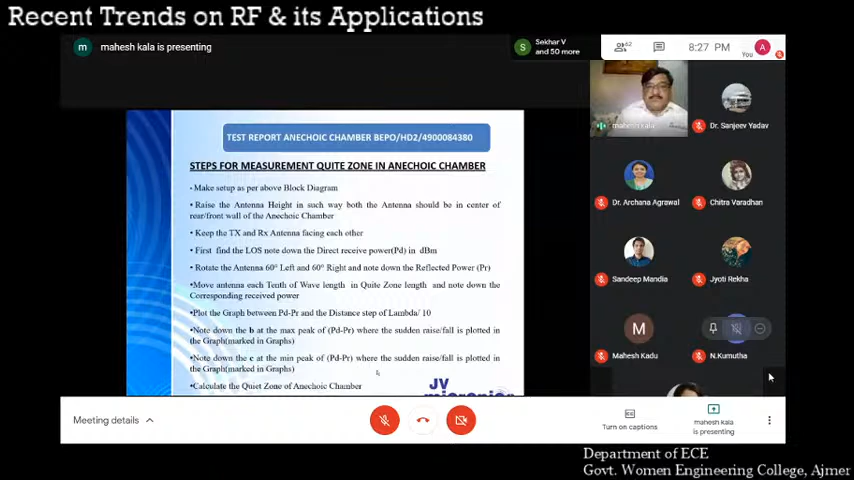 Recent Trends on RF & its Applications
m mahesh kala is presenting
S Sekhar V
and 50 more
62
8:27 PM
You
A
TEST REPORT ANECHOIC CHAMBER BEPO/HD2/4900084380
STEPS FOR MEASUREMENT QUITE ZONE IN ANECHOIC CHAMBER
• Make setup as per above Block Diagram
• Raise the Antenna Height in such way both the Antenna should be in center of
rear/front wall of the Anechoic Chamber
• Keep the TX and Rx Antenna facing each other
• First find the LOS note down the Direct receive power(Pd) in dBm
• Rotate the Antenna 60° Left and 60° Right and note down the Reflected Power (Pr)
•Move antenna each Tenth of Wave length in Quite Zone length and note down the
Corresponding received power
•Plot the Graph between Pd-Pr and the Distance step of Lambda/ 10
•Note down the b at the max peak of (Pd-Pr) where the sudden raise/fall is plotted in
the Graph(marked in Graphs)
•Note down the c at the min peak of (Pd-Pr) where the sudden raise/fall is plotted in
the Graph(marked in Graphs)
•Calculate the Quiet Zone of Anechoic Chamber
JV
micronics
mahesh kala
Dr. Sanjeev Yadav
Dr. Archana Agrawal
Chitra Varadhan
Sandeep Mandia
Jyoti Rekha
M
Mahesh Kadu
N.Kumutha
Meeting details
Turn on captions
mahesh kala
is presenting
Department of ECE
Govt. Women Engineering College, Ajmer